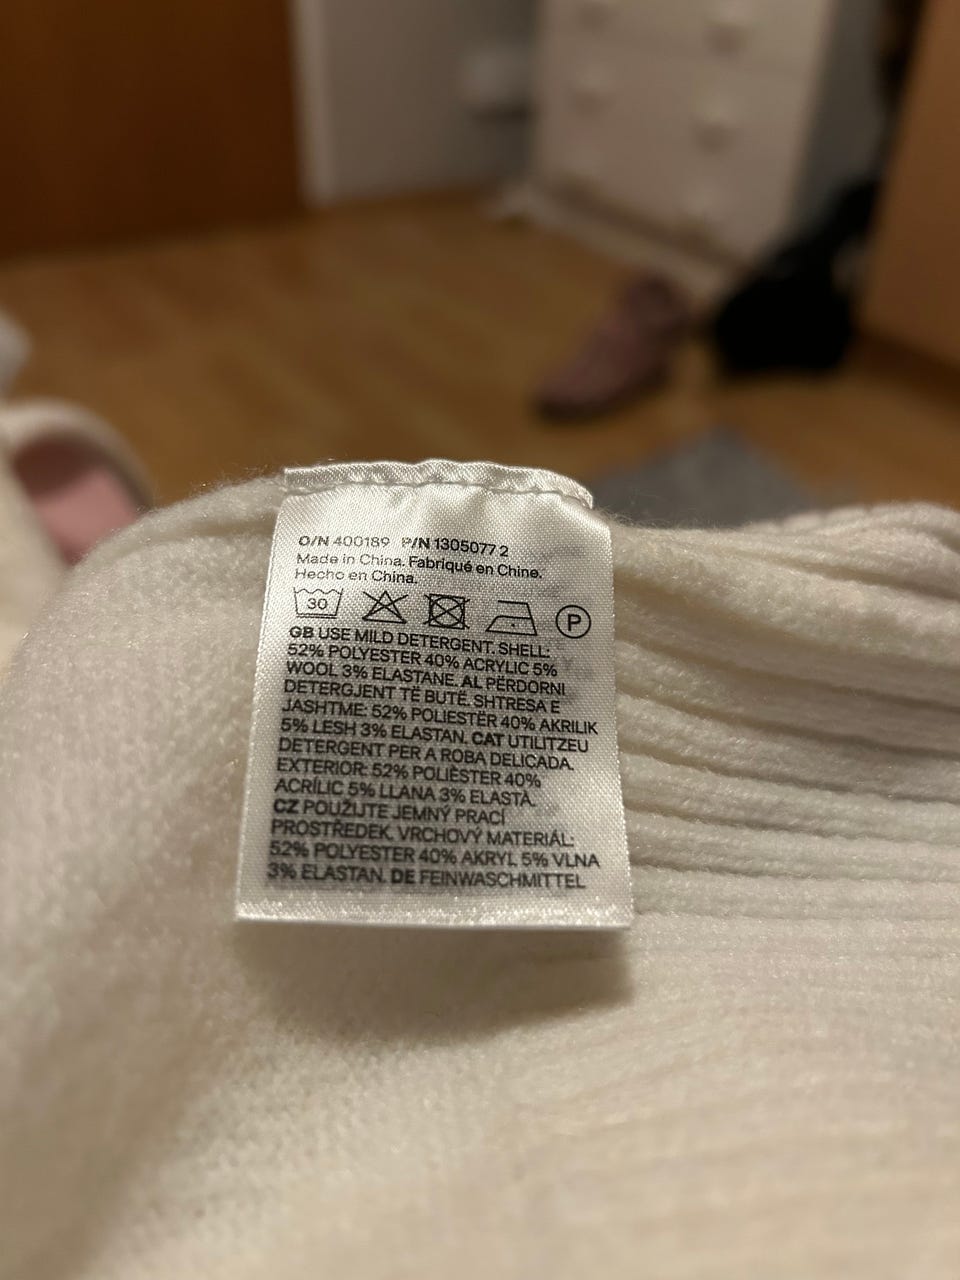 O/N 400189 P/N 1305077 2
Made in China. Fabriqué en Chine.
Hecho en China.
30 P
GB USE MILD DETERGENT. SHELL:
52% POLYESTER 40% ACRYLIC 5%
WOOL 3% ELASTANE. AL PËRDORNI
DETERGJENT TË BUTË. SHTRESA E
JASHTME: 52% POLIESTËR 40% AKRILIK
5% LESH 3% ELASTAN. CAT UTILITZEU
DETERGENT PER A ROBA DELICADA.
EXTERIOR: 52% POLIÈSTER 40%
ACRÍLIC 5% LLANA 3% ELASTÀ.
CZ POUŽIJTE JEMNÝ PRACÍ
PROSTŘEDEK. VRCHOVÝ MATERIÁL:
52% POLYESTER 40% AKRYL 5% VLNA
3% ELASTAN. DE FEINWASCHMITTEL